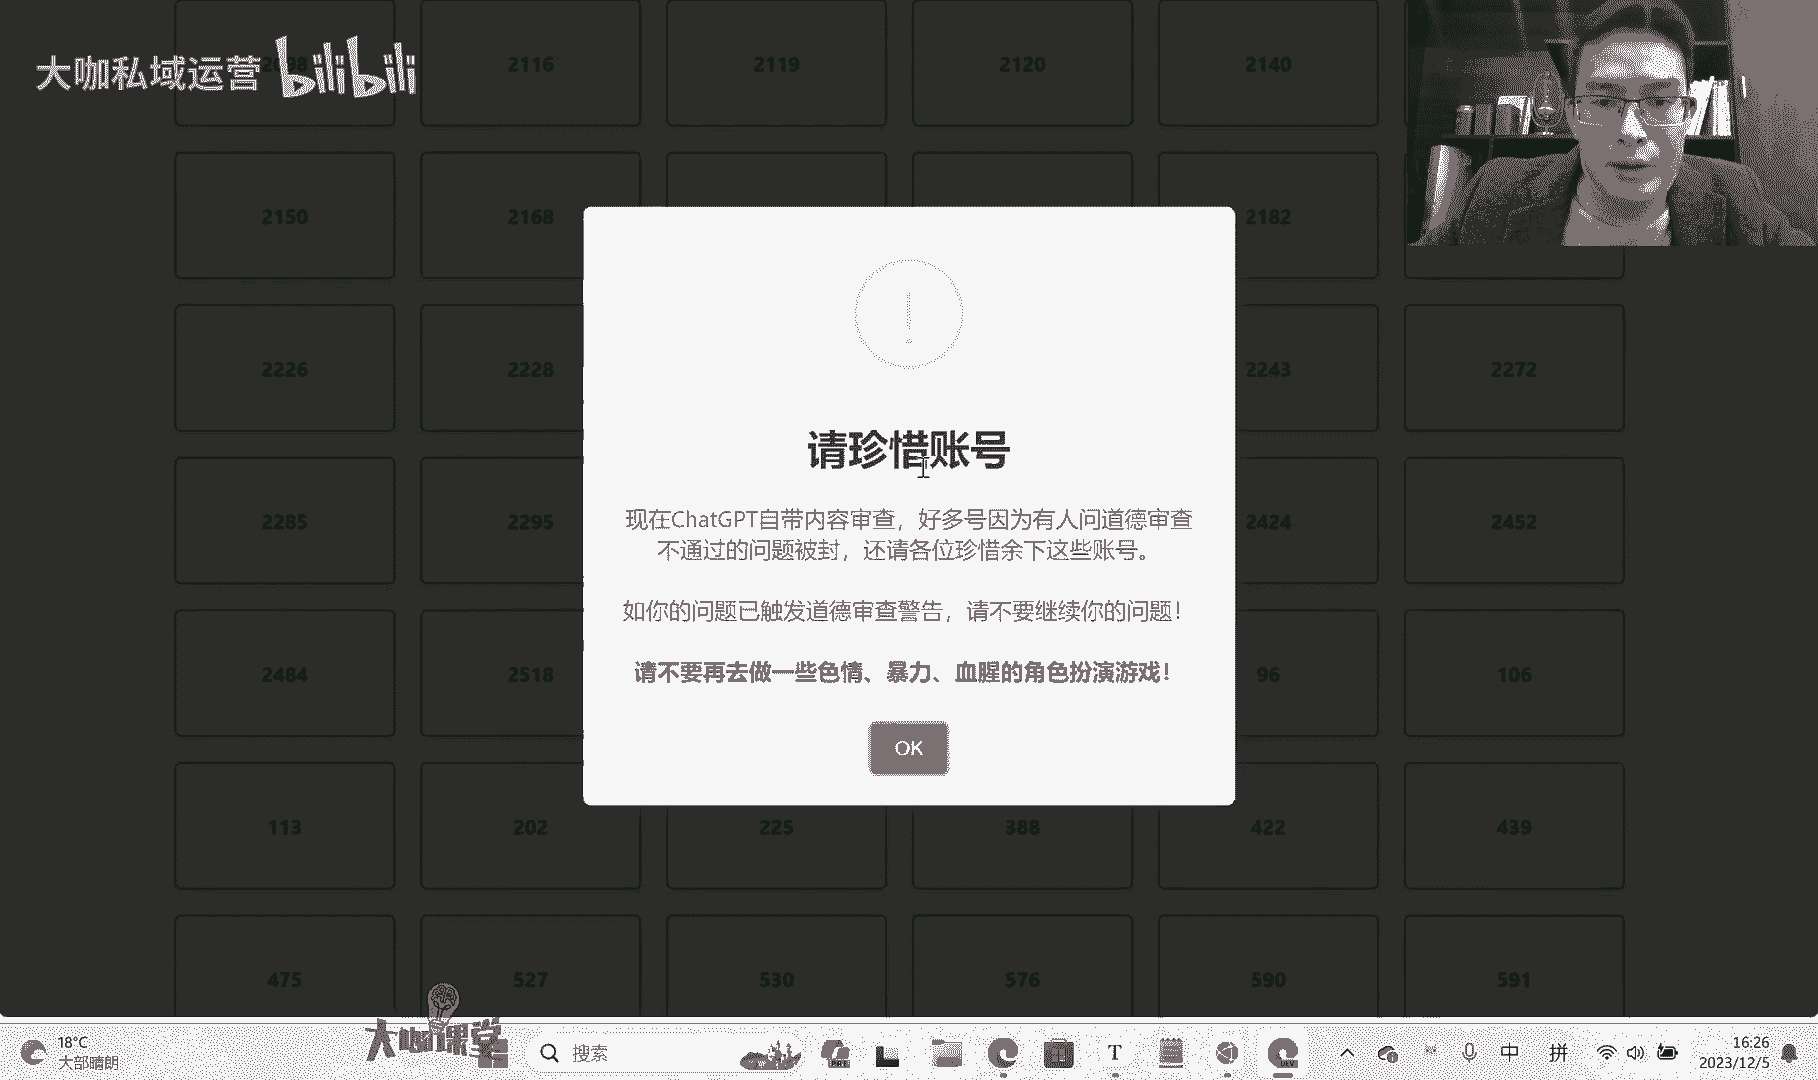 大咖私域运营 bilibili
2098 2116 2119 2120 2140
2150 2168 2182
2226 2228 2243 2272
2285 2295 2424 2452
2484 2518 96 106
113 202 225 388 422 439
475 527 530 576 590 591
请珍惜账号
现在ChatGPT自带内容审查，好多号因为有人问道德审查
不通过的问题被封，还请各位珍惜余下这些账号。
如你的问题已触发道德审查警告，请不要继续你的问题！
请不要再去做一些色情、暴力、血腥的角色扮演游戏！
OK
大咖课堂
18°C
大部晴朗
搜索
PRE
T
DEV
中
拼
16:26
2023/12/5